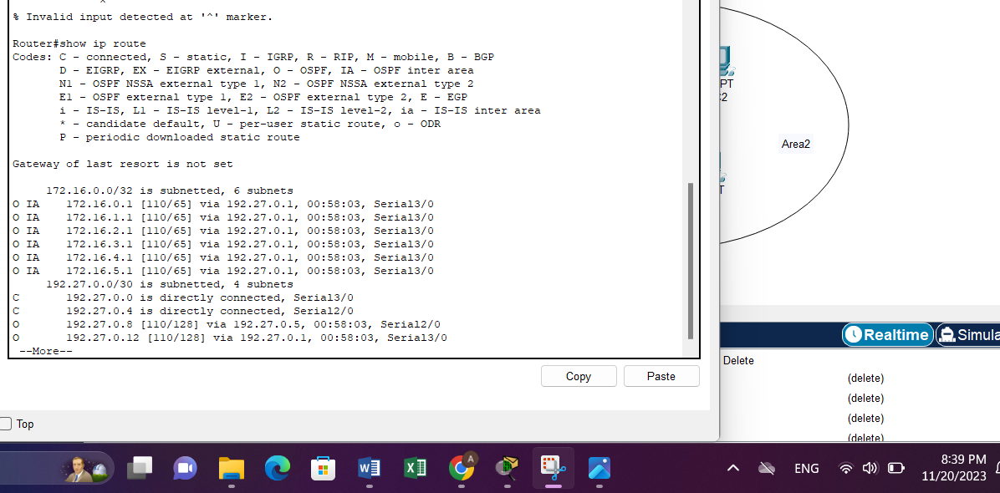 ^
% Invalid input detected at '^' marker.
Router#show ip route
Codes: C - connected, S - static, I - IGRP, R - RIP, M - mobile, B - BGP
D - EIGRP, EX - EIGRP external, O - OSPF, IA - OSPF inter area
N1 - OSPF NSSA external type 1, N2 - OSPF NSSA external type 2
E1 - OSPF external type 1, E2 - OSPF external type 2, E - EGP
i - IS-IS, L1 - IS-IS level-1, L2 - IS-IS level-2, ia - IS-IS inter area
* - candidate default, U - per-user static route, o - ODR
P - periodic downloaded static route
Gateway of last resort is not set
172.16.0.0/32 is subnetted, 6 subnets
O IA 172.16.0.1 [110/65] via 192.27.0.1, 00:58:03, Serial3/0
O IA 172.16.1.1 [110/65] via 192.27.0.1, 00:58:03, Serial3/0
O IA 172.16.2.1 [110/65] via 192.27.0.1, 00:58:03, Serial3/0
O IA 172.16.3.1 [110/65] via 192.27.0.1, 00:58:03, Serial3/0
O IA 172.16.4.1 [110/65] via 192.27.0.1, 00:58:03, Serial3/0
O IA 172.16.5.1 [110/65] via 192.27.0.1, 00:58:03, Serial3/0
192.27.0.0/30 is subnetted, 4 subnets
C 192.27.0.0 is directly connected, Serial3/0
C 192.27.0.4 is directly connected, Serial2/0
O 192.27.0.8 [110/128] via 192.27.0.5, 00:58:03, Serial2/0
O 192.27.0.12 [110/128] via 192.27.0.1, 00:58:03, Serial3/0
--More--
Copy
Paste
Top
PT
:2
Area2
T
Realtime
Simula
Delete
(delete)
(delete)
(delete)
(delete)
A
ENG
8:39 PM
11/20/2023